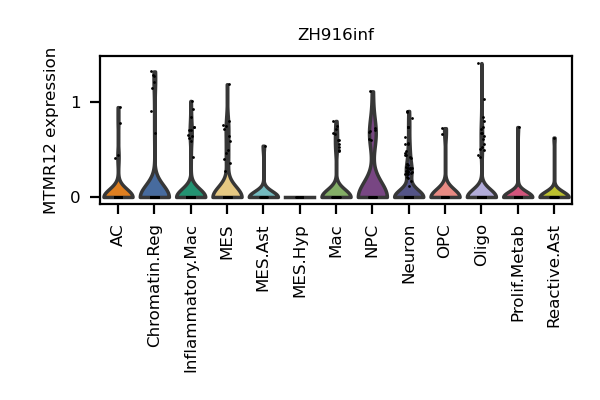 ZH916inf
MTMR12 expression
1
0
AC
Chromatin.Reg
Inflammatory.Mac
MES
MES.Ast
MES.Hyp
Mac
NPC
Neuron
OPC
Oligo
Prolif.Metab
Reactive.Ast